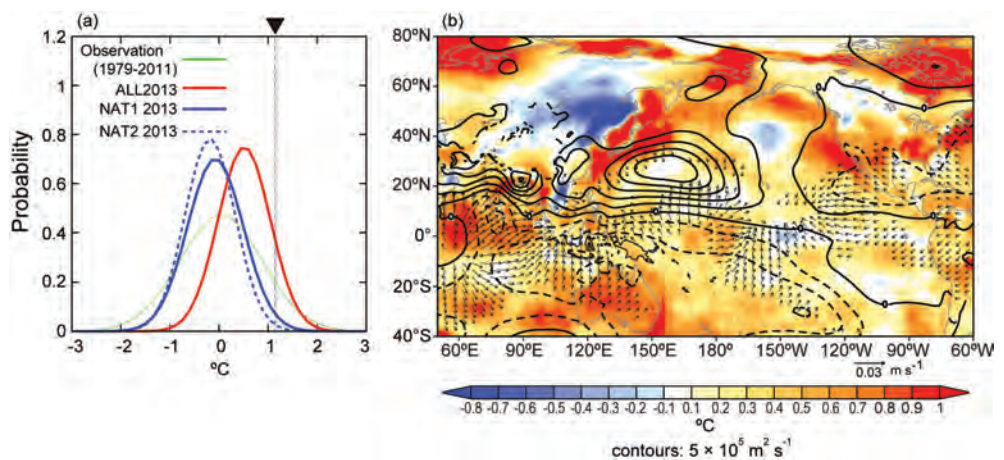 (a)
Observation
(1979-2011)
ALL2013
NAT1 2013
NAT2 2013
Probability
1.2
1
0.8
0.6
0.4
0.2
0
-3 -2 -1 0 1 2 3
ºC
(b)
80ºN
60ºN
40ºN
20ºN
0º
-20ºS
40ºS
50ºE 90ºE 120ºE 150ºE 180º -140ºW 120ºW -90ºW 60ºW
0.03 m s⁻¹
-0.8 -0.7 -0.6 -0.5 -0.4 -0.3 -0.2 -0.1 0.1 0.2 0.3 0.4 0.5 0.6 0.7 0.8 0.9 1
ºC
contours: 5 × 10⁵ m² s⁻¹